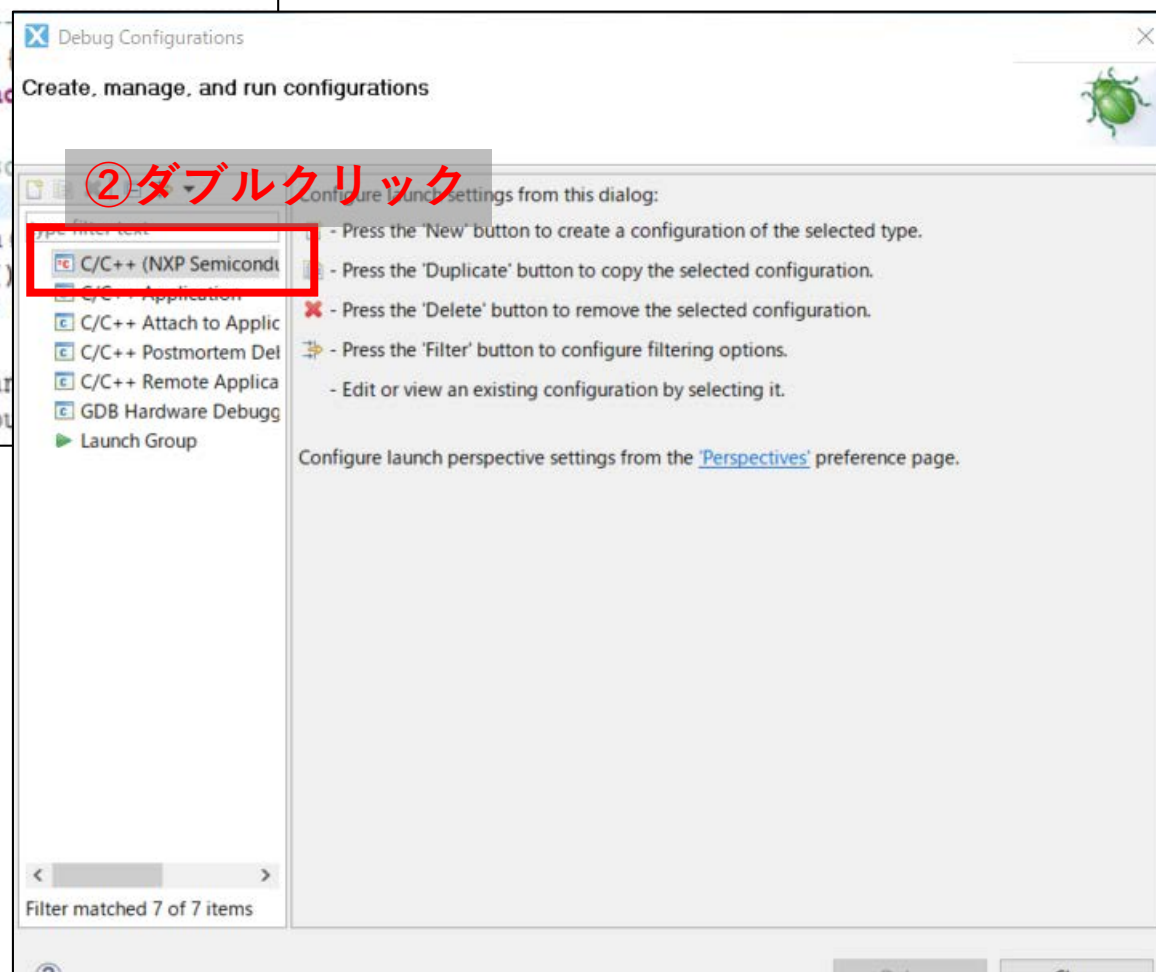 Debug Configurations
Create, manage, and run configurations
②ダブルクリック
Configure launch settings from this dialog:
type filter text
- Press the 'New' button to create a configuration of the selected type.
C/C++ (NXP Semicondu
- Press the 'Duplicate' button to copy the selected configuration.
C/C++ Application
- Press the 'Delete' button to remove the selected configuration.
C/C++ Attach to Applic
- Press the 'Filter' button to configure filtering options.
C/C++ Postmortem Del
- Edit or view an existing configuration by selecting it.
C/C++ Remote Applica
GDB Hardware Debugg
Launch Group
Configure launch perspective settings from the 'Perspectives' preference page.
Filter matched 7 of 7 items